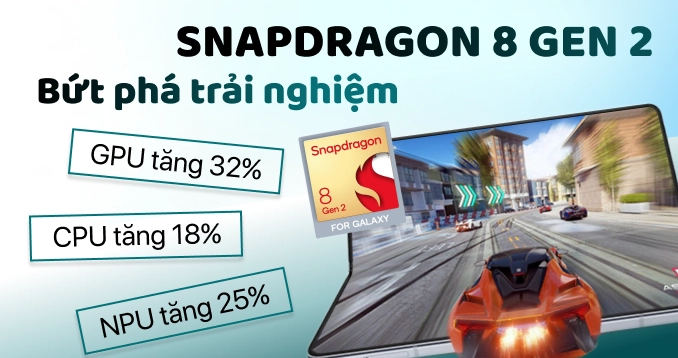 SNAPDRAGON 8 GEN 2
Bứt phá trải nghiệm
GPU tăng 32%
Snapdragon
8
Gen 2
FOR GALAXY
CPU tăng 18%
NPU tăng 25%